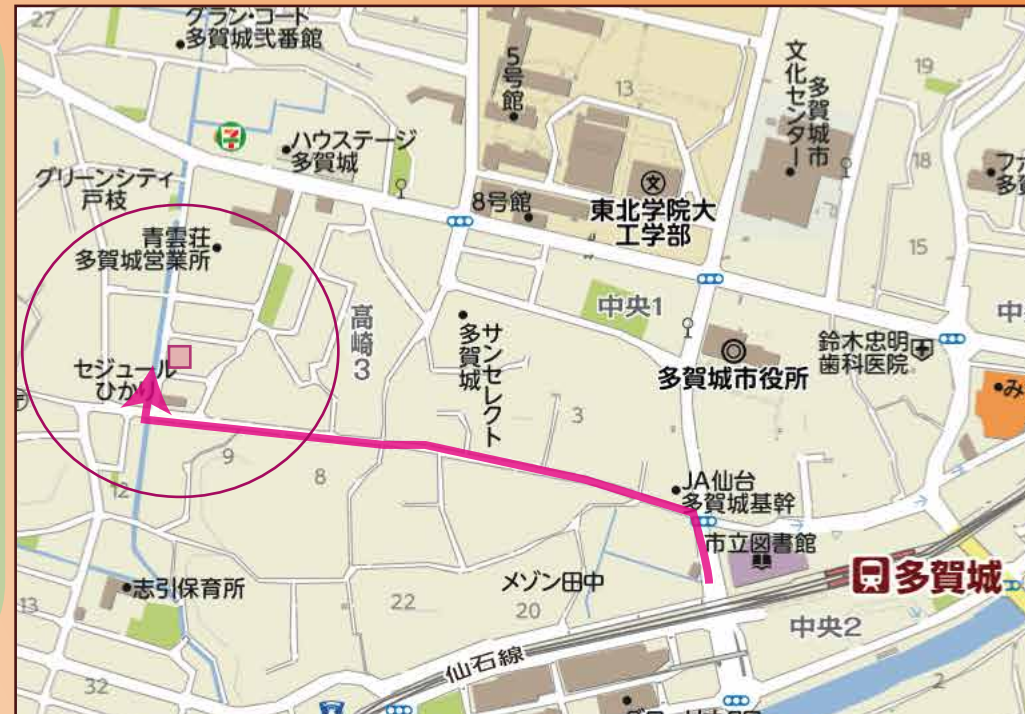 27
グラン・コート
多賀城弐番館
5号館
13
文化センター
多賀城市
19
ハウステージ
多賀城
18
グリーンシティ
戸枝
8号館
東北学院大
工学部
青雲荘
多賀城営業所
15
高崎3
サンセレクト
多賀城
中央1
多賀城市役所
鈴木忠明
歯科医院
セジュール
ひかり
3
9
8
12
JA仙台
多賀城基幹
市立図書館
多賀城
志引保育所
メゾン田中
13
22
20
中央2
仙石線
32
2